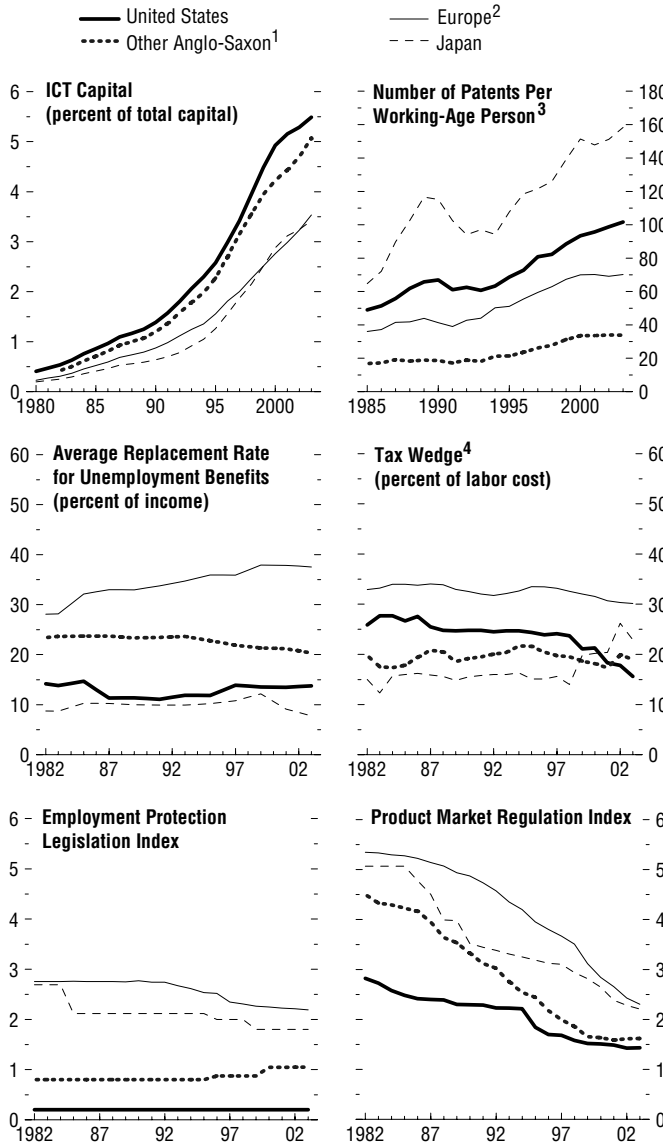 United States
Europe2
Other Anglo-Saxon1
Japan
ICT Capital
(percent of total capital)
6
5
4
3
2
1
0
1980 85 90 95 2000
Number of Patents Per
Working-Age Person3
180
160
140
120
100
80
60
40
20
0
1985 1990 1995 2000
Average Replacement Rate
for Unemployment Benefits
(percent of income)
60
50
40
30
20
10
0
1982 87 92 97 02
Tax Wedge4
(percent of labor cost)
60
50
40
30
20
10
0
1982 87 92 97 02
Employment Protection
Legislation Index
6
5
4
3
2
1
0
1982 87 92 97 02
Product Market Regulation Index
6
5
4
3
2
1
0
1982 87 92 97 02